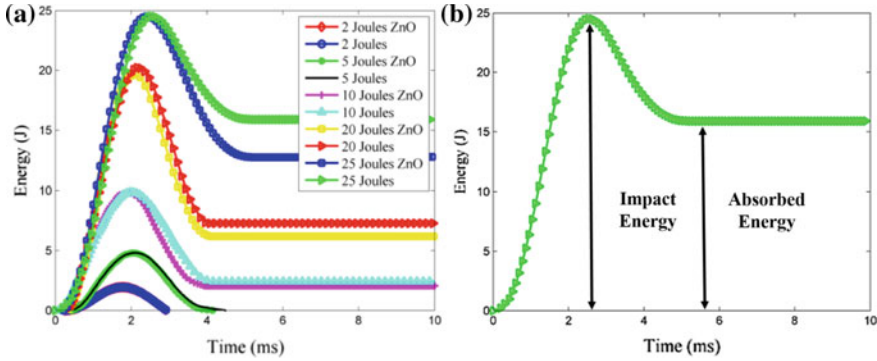 (a)
25
20
15
10
5
0
Energy (J)
0
2
4
6
8
10
Time (ms)
2 Joules ZnO
2 Joules
5 Joules ZnO
5 Joules
10 Joules ZnO
10 Joules
20 Joules ZnO
20 Joules
25 Joules ZnO
25 Joules
(b)
25
20
15
10
5
0
Energy (J)
0
2
4
6
8
10
Time (ms)
Impact
Energy
Absorbed
Energy